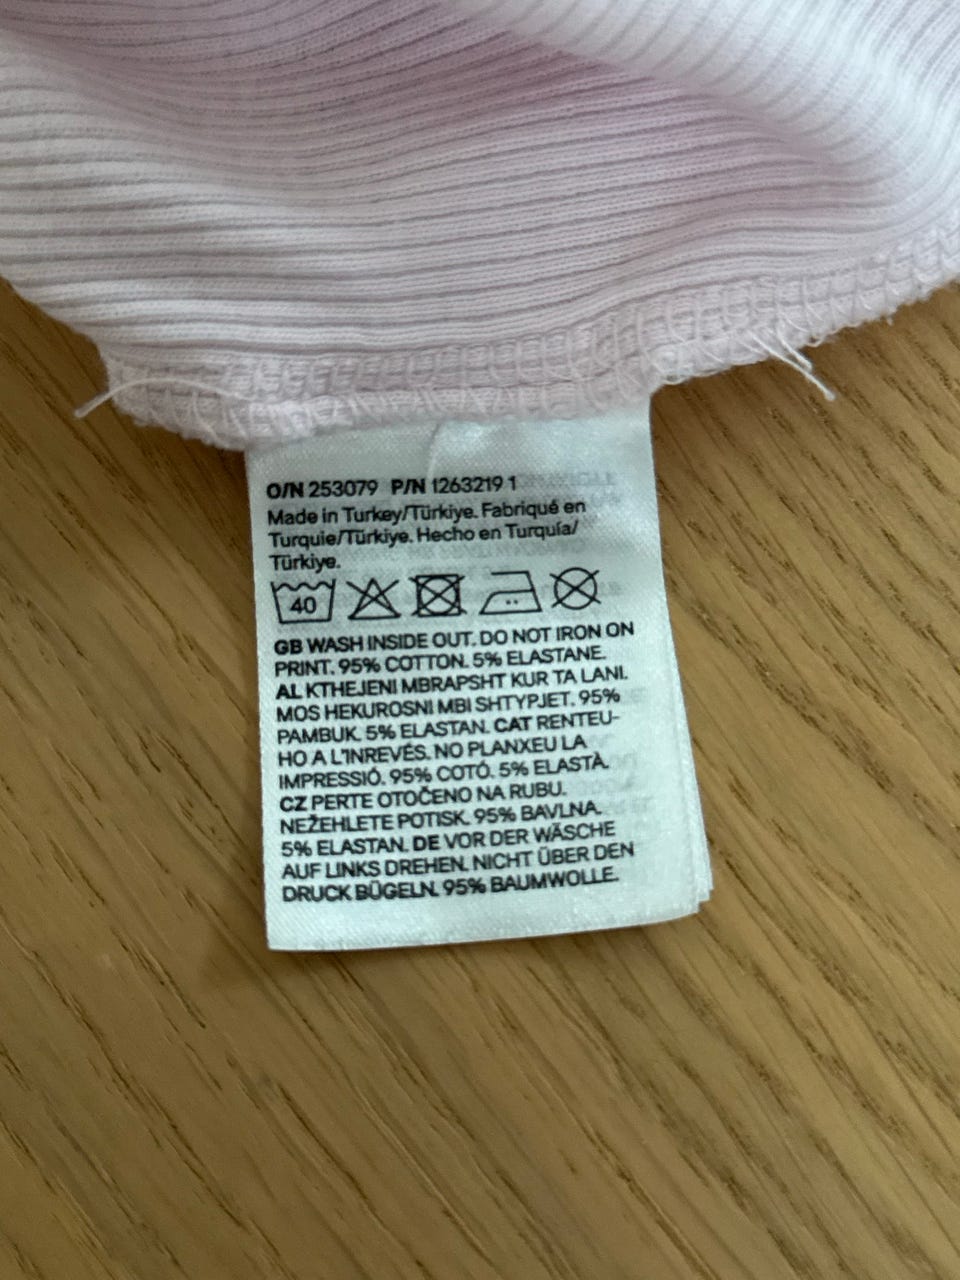 O/N 253079 P/N 1263219 1
Made in Turkey/Türkiye. Fabriqué en
Turquie/Türkiye. Hecho en Turquía/
Türkiye.
40
GB WASH INSIDE OUT. DO NOT IRON ON
PRINT. 95% COTTON. 5% ELASTANE.
AL KTHEJENI MBRAPSHT KUR TA LANI.
MOS HEKUROSNI MBI SHTYPJET. 95%
PAMBUK. 5% ELASTAN. CAT RENTEU-
HO A L'INREVÉS. NO PLANXEU LA
IMPRESSIÓ. 95% COTÓ. 5% ELASTÀ.
CZ PERTE OTOČENO NA RUBU.
NEŽEHLETE POTISK. 95% BAVLNA.
5% ELASTAN. DE VOR DER WÄSCHE
AUF LINKS DREHEN. NICHT ÜBER DEN
DRUCK BÜGELN. 95% BAUMWOLLE.